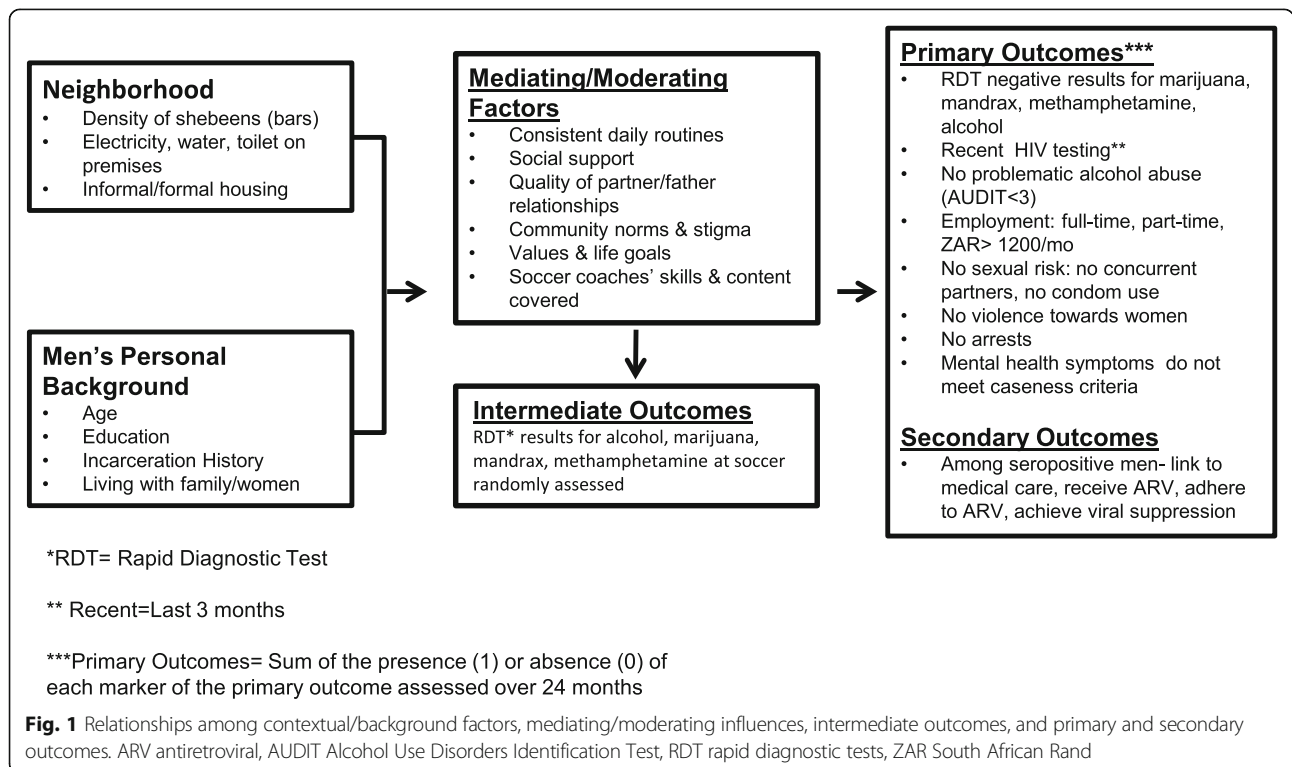 Neighborhood
• Density of shebeens (bars)
• Electricity, water, toilet on
premises
• Informal/formal housing
Men's Personal
Background
• Age
• Education
• Incarceration History
• Living with family/women
Mediating/Moderating
Factors
• Consistent daily routines
• Social support
• Quality of partner/father
relationships
• Community norms & stigma
• Values & life goals
• Soccer coaches' skills & content
covered
Intermediate Outcomes
RDT* results for alcohol, marijuana,
mandrax, methamphetamine at soccer
randomly assessed
Primary Outcomes***
• RDT negative results for marijuana,
mandrax, methamphetamine,
alcohol
• Recent HIV testing**
• No problematic alcohol abuse
(AUDIT<3)
• Employment: full-time, part-time,
ZAR> 1200/mo
• No sexual risk: no concurrent
partners, no condom use
• No violence towards women
• No arrests
• Mental health symptoms do not
meet caseness criteria
Secondary Outcomes
• Among seropositive men- link to
medical care, receive ARV, adhere
to ARV, achieve viral suppression
*RDT= Rapid Diagnostic Test
** Recent=Last 3 months
***Primary Outcomes= Sum of the presence (1) or absence (0) of
each marker of the primary outcome assessed over 24 months
Fig. 1 Relationships among contextual/background factors, mediating/moderating influences, intermediate outcomes, and primary and secondary
outcomes. ARV antiretroviral, AUDIT Alcohol Use Disorders Identification Test, RDT rapid diagnostic tests, ZAR South African Rand